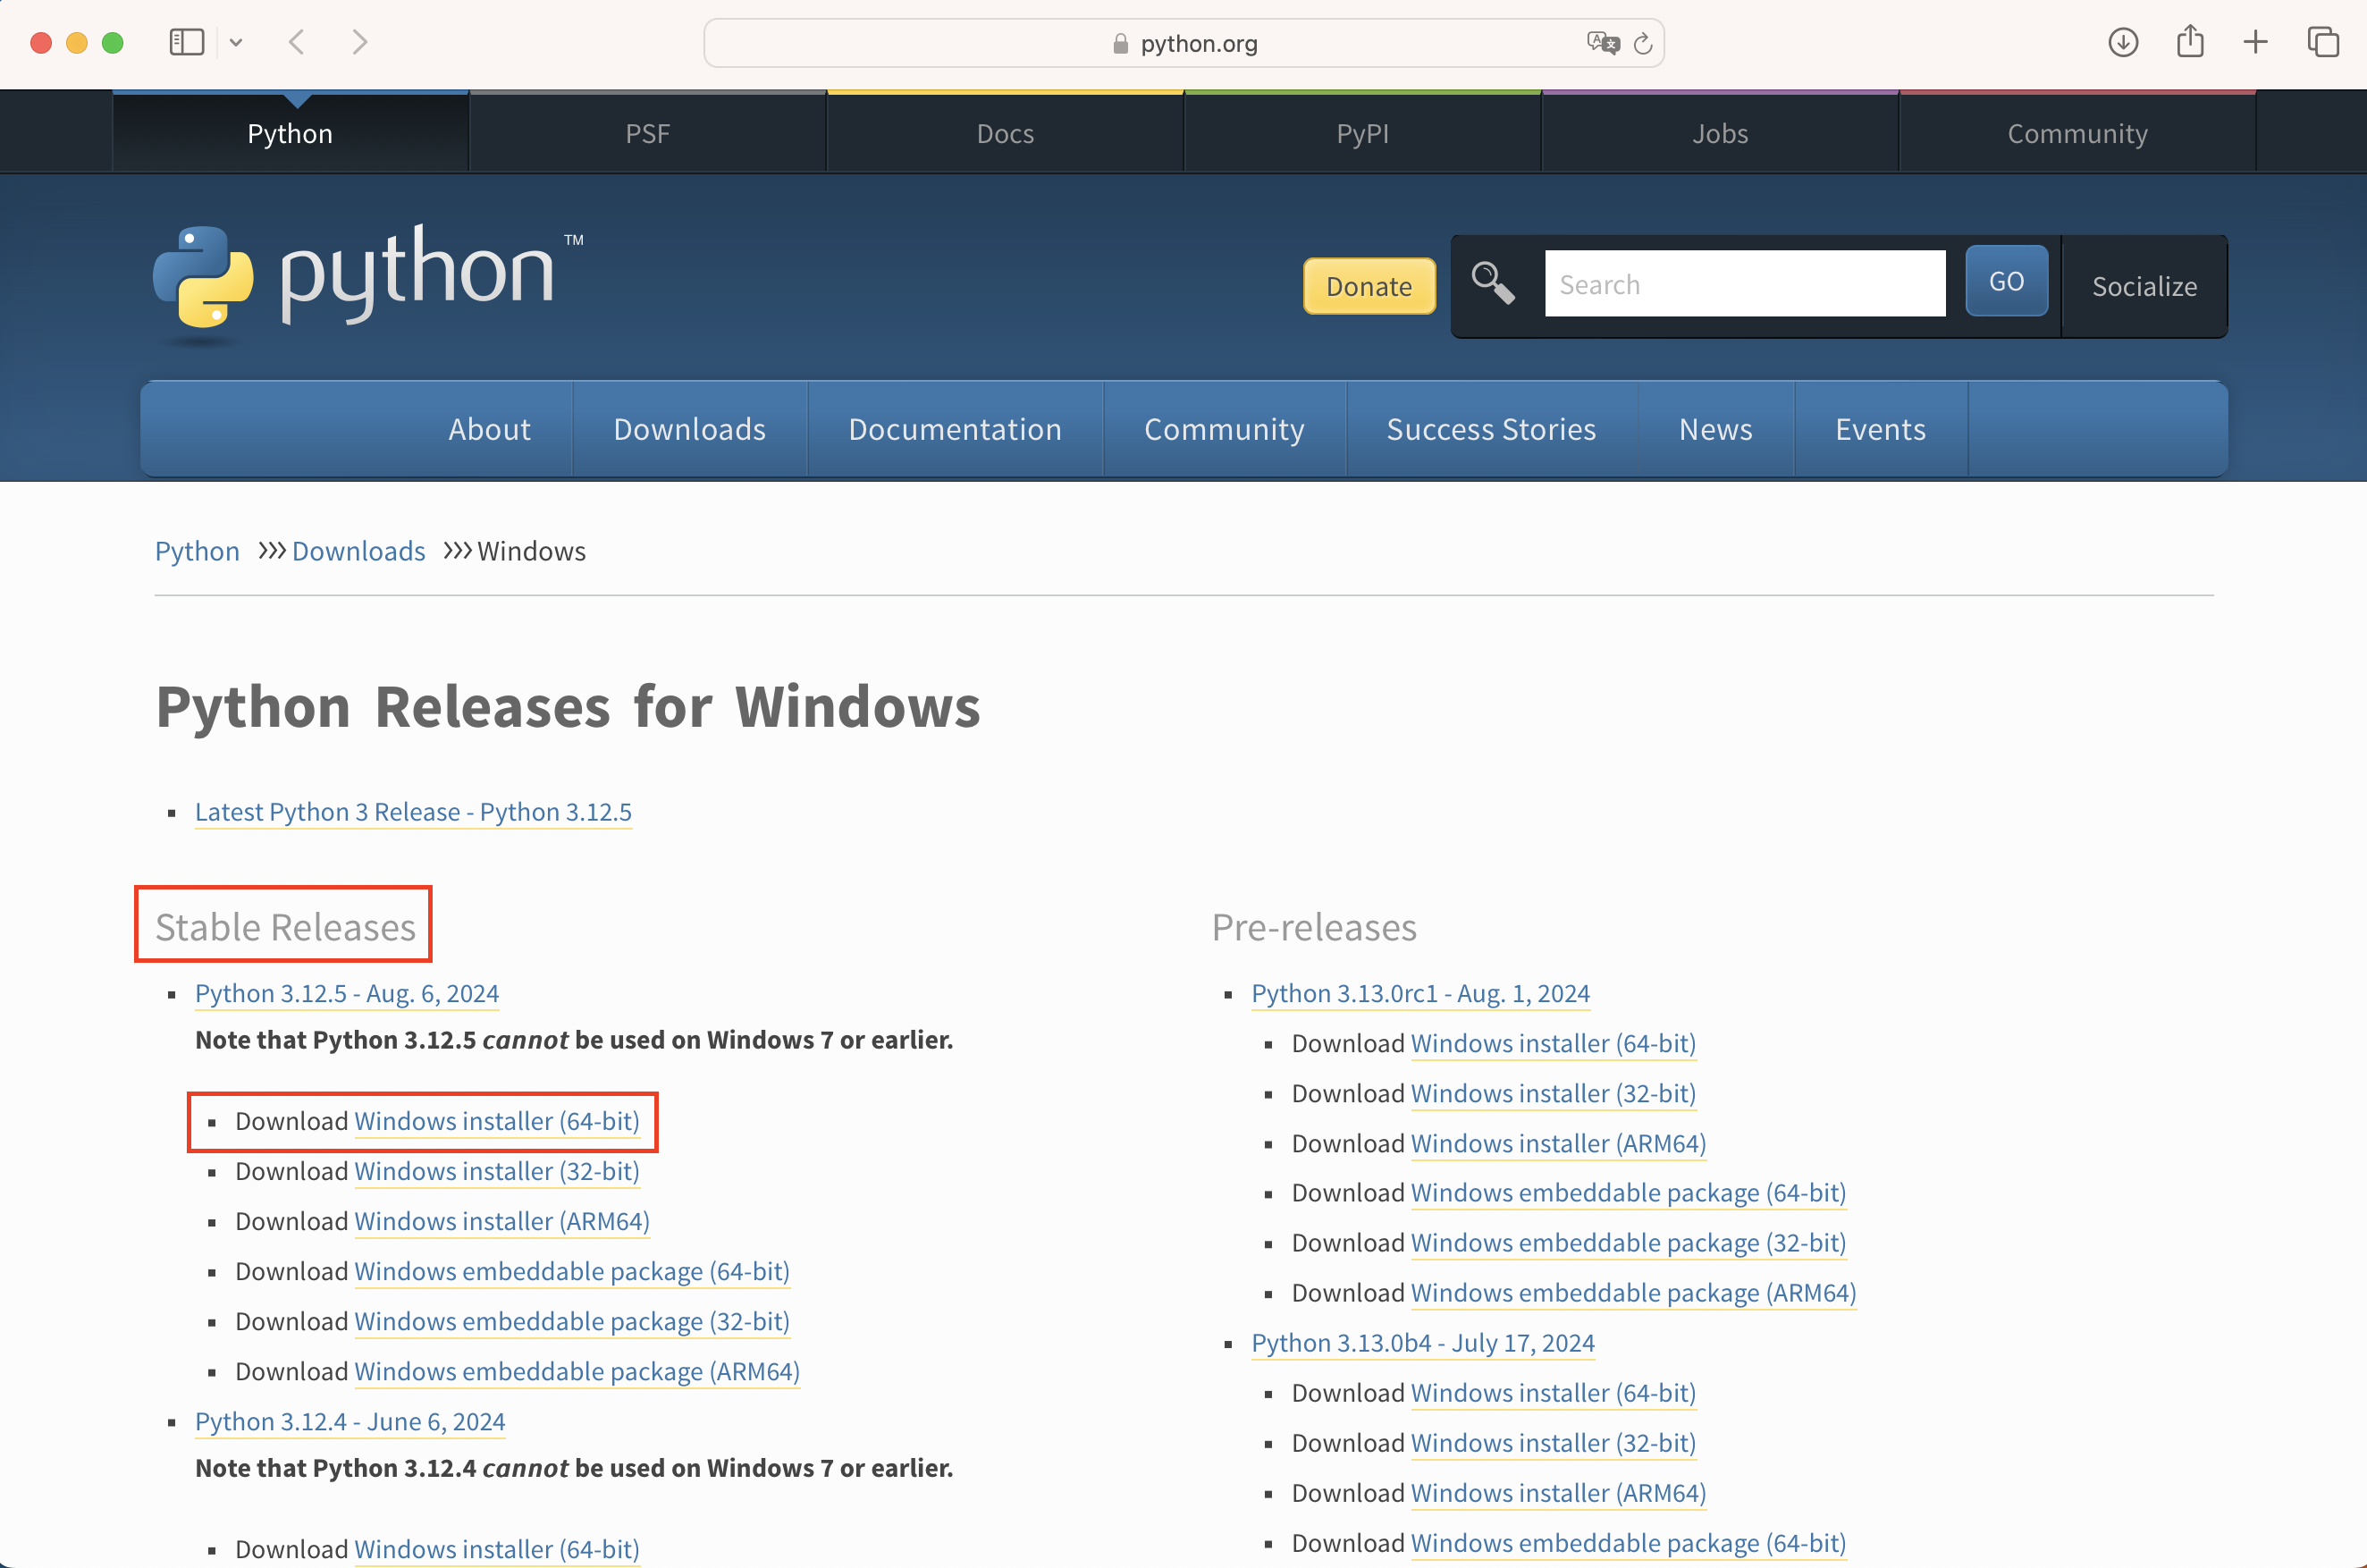 python.org
Python
PSF
Docs
PyPI
Jobs
Community
python™
Donate
Search
GO
Socialize
About
Downloads
Documentation
Community
Success Stories
News
Events
Python >>> Downloads >>> Windows
Python Releases for Windows
Latest Python 3 Release - Python 3.12.5
Stable Releases
Python 3.12.5 - Aug. 6, 2024
Note that Python 3.12.5 cannot be used on Windows 7 or earlier.
Download Windows installer (64-bit)
Download Windows installer (32-bit)
Download Windows installer (ARM64)
Download Windows embeddable package (64-bit)
Download Windows embeddable package (32-bit)
Download Windows embeddable package (ARM64)
Python 3.12.4 - June 6, 2024
Note that Python 3.12.4 cannot be used on Windows 7 or earlier.
Download Windows installer (64-bit)
Pre-releases
Python 3.13.0rc1 - Aug. 1, 2024
Download Windows installer (64-bit)
Download Windows installer (32-bit)
Download Windows installer (ARM64)
Download Windows embeddable package (64-bit)
Download Windows embeddable package (32-bit)
Download Windows embeddable package (ARM64)
Python 3.13.0b4 - July 17, 2024
Download Windows installer (64-bit)
Download Windows installer (32-bit)
Download Windows installer (ARM64)
Download Windows embeddable package (64-bit)